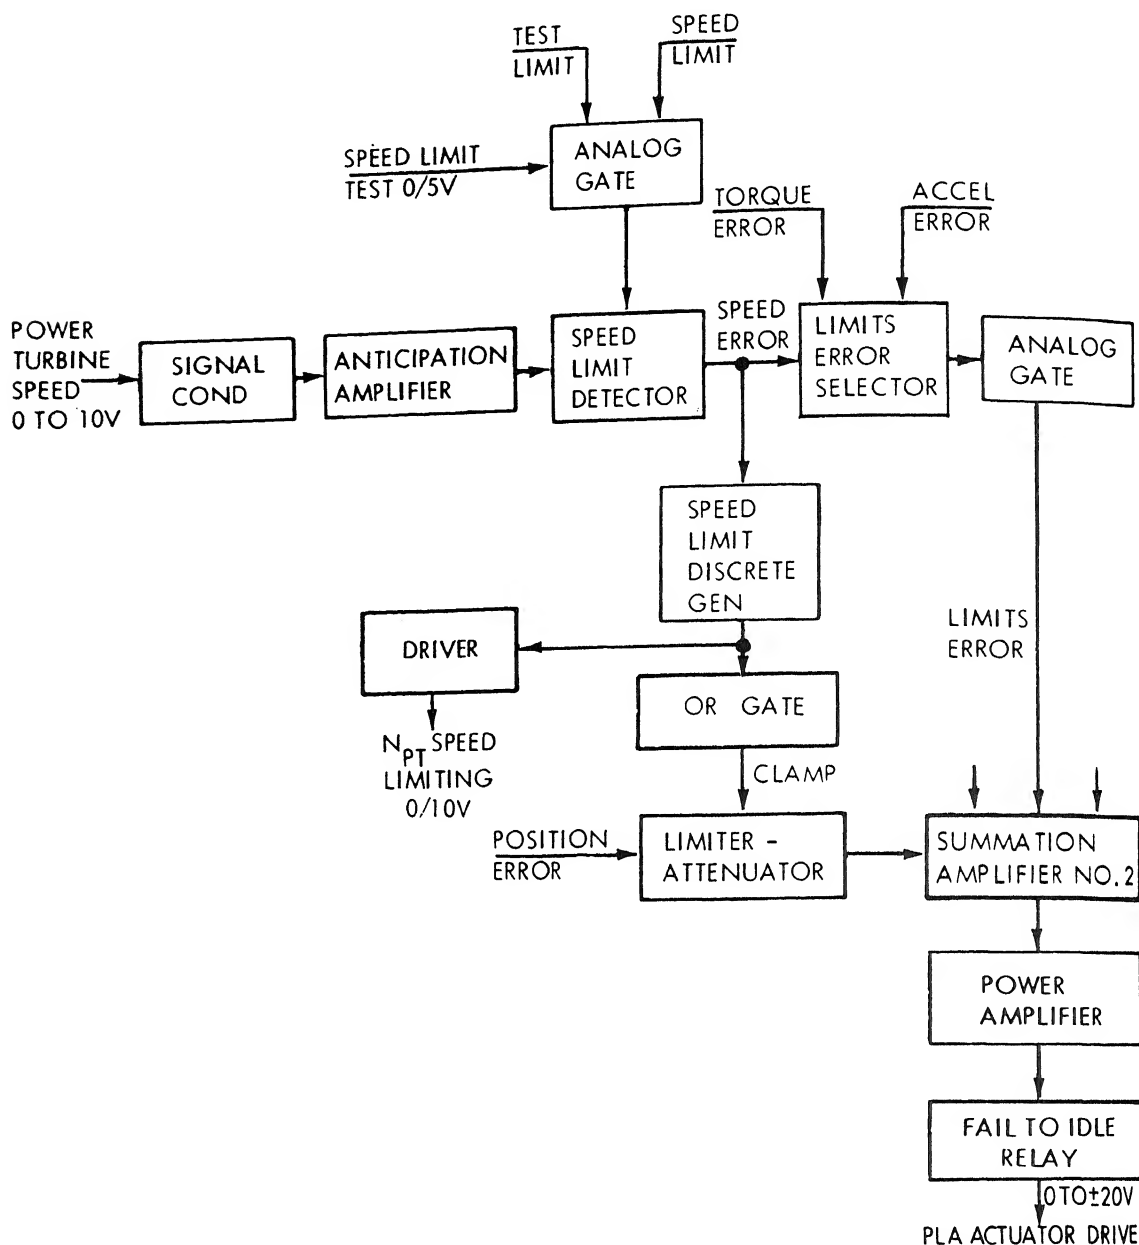 TEST
LIMIT
SPEED
LIMIT
SPEED LIMIT
TEST 0/5V
ANALOG
GATE
TORQUE
ERROR
ACCEL
ERROR
POWER
TURBINE
SPEED
0 TO 10V
SIGNAL
COND
ANTICIPATION
AMPLIFIER
SPEED
LIMIT
DETECTOR
SPEED
ERROR
LIMITS
ERROR
SELECTOR
ANALOG
GATE
SPEED
LIMIT
DISCRETE
GEN
LIMITS
ERROR
DRIVER
OR GATE
NPT SPEED
LIMITING
0/10V
CLAMP
POSITION
ERROR
LIMITER -
ATTENUATOR
SUMMATION
AMPLIFIER NO.2
POWER
AMPLIFIER
FAIL TO IDLE
RELAY
0 TO±20V
PLA ACTUATOR DRIVE